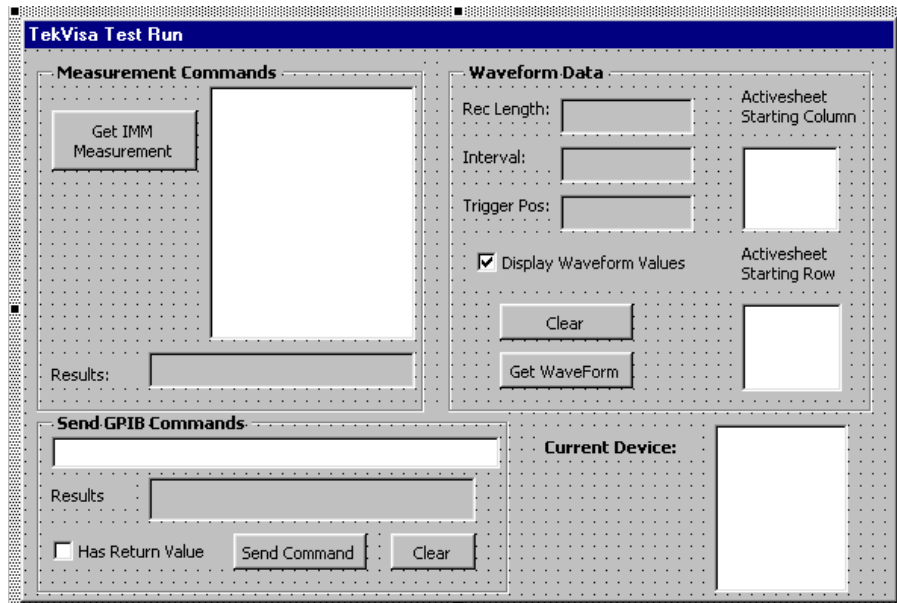 TekVisa Test Run
Measurement Commands
Get IMM
Measurement
Results:
Waveform Data
Rec Length:
Interval:
Trigger Pos:
Activesheet
Starting Column
Display Waveform Values
Activesheet
Starting Row
Clear
Get WaveForm
Send GPIB Commands
Results
Has Return Value
Send Command
Clear
Current Device: